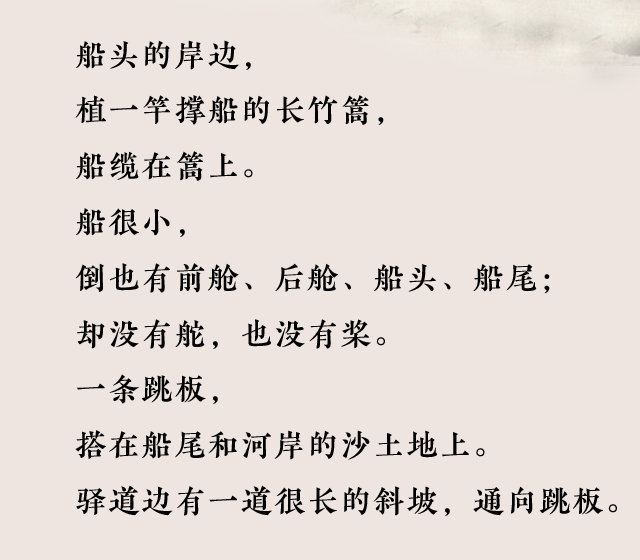 船头的岸边，
植一竿撑船的长竹篙，
船缆在篙上。
船很小，
倒也有前舱、后舱、船头、船尾；
却没有舵，也没有桨。
一条跳板，
搭在船尾和河岸的沙土地上。
驿道边有一道很长的斜坡，通向跳板。